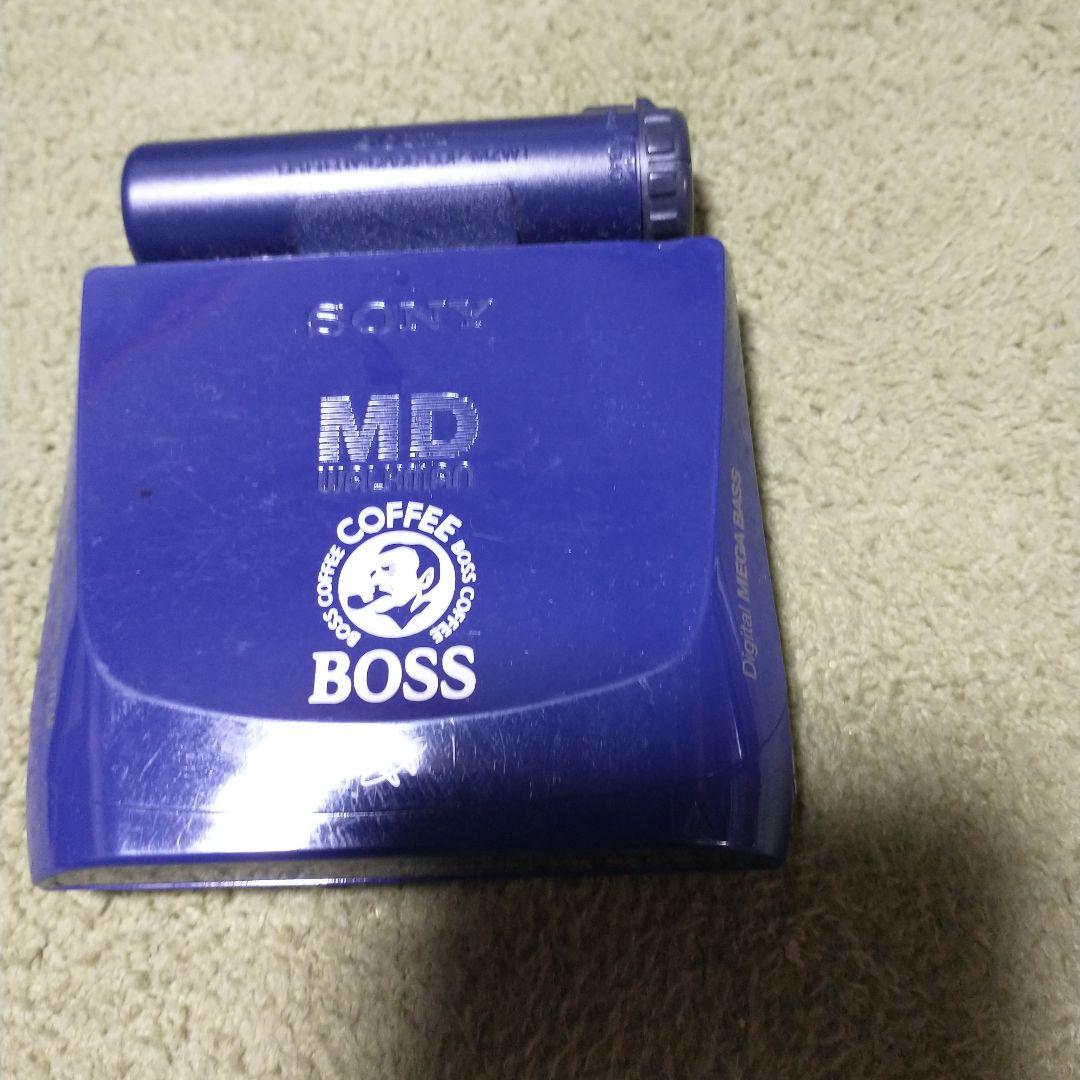 SONY
MD
WALKMAN
COFFEE
BOSS COFFEE
BOSS COFFEE
BOSS
Digital MEGA BASS